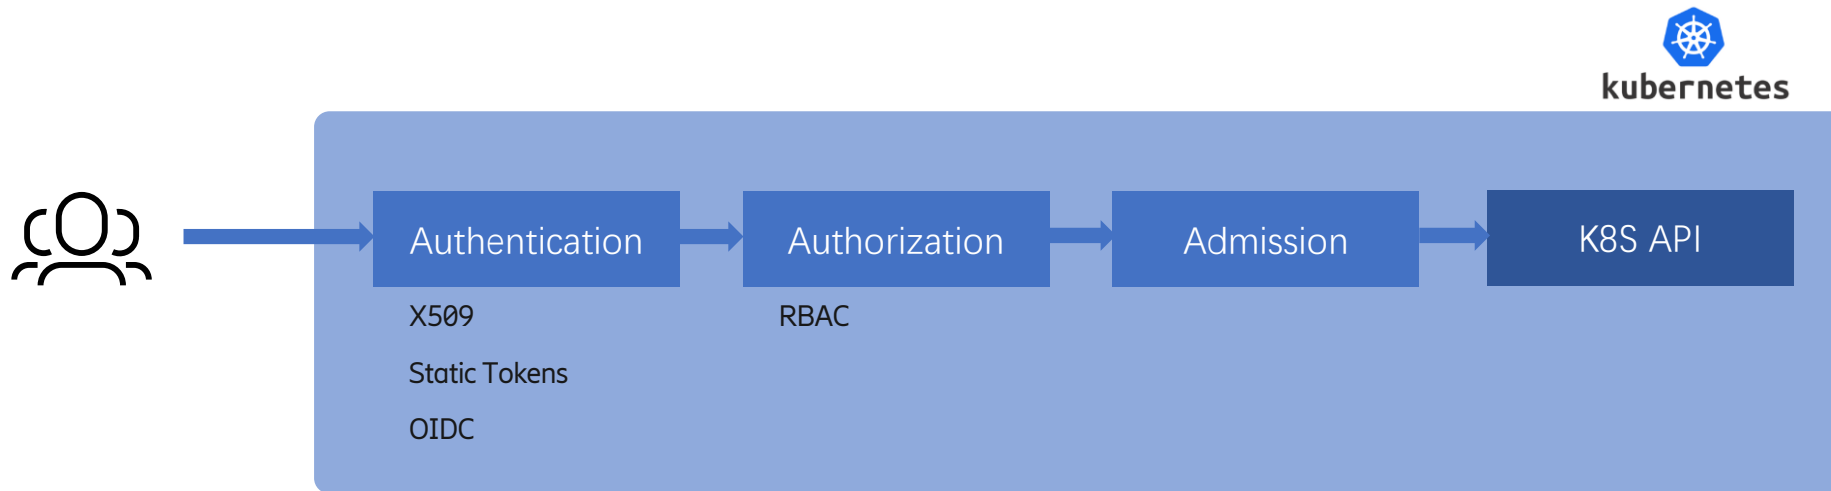 kubernetes
Authentication
Authorization
Admission
K8S API
X509
RBAC
Static Tokens
OIDC